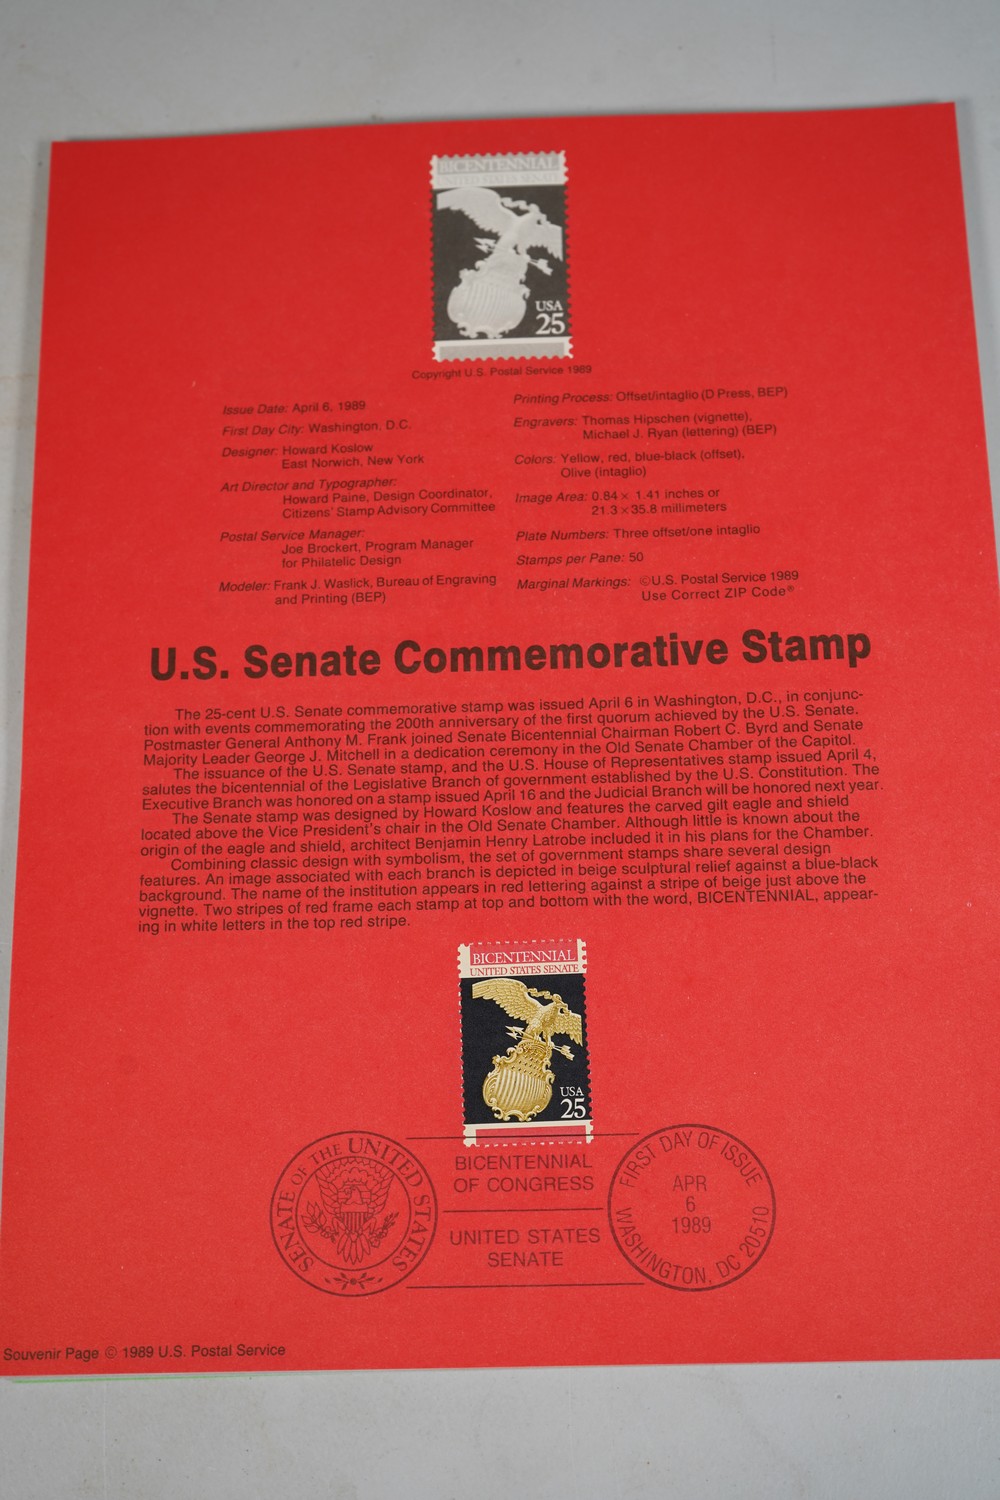 BICENTENNIAL
UNITED STATES SENATE
USA
25
Copyright U.S. Postal Service 1989
Issue Date: April 6, 1989
First Day City: Washington, D.C.
Designer: Howard Koslow
East Norwich, New York
Art Director and Typographer:
Howard Paine, Design Coordinator,
Citizens' Stamp Advisory Committee
Postal Service Manager:
Joe Brockert, Program Manager
for Philatelic Design
Modeler: Frank J. Waslick, Bureau of Engraving
and Printing (BEP)
Printing Process: Offset/intaglio (D Press, BEP)
Engravers: Thomas Hipschen (vignette),
Michael J. Ryan (lettering) (BEP)
Colors: Yellow, red, blue-black (offset),
Olive (intaglio)
Image Area: 0.84 × 1.41 inches or
21.3 × 35.8 millimeters
Plate Numbers: Three offset/one intaglio
Stamps per Pane: 50
Marginal Markings: ©U.S. Postal Service 1989
Use Correct ZIP Code®
U.S. Senate Commemorative Stamp
The 25-cent U.S. Senate commemorative stamp was issued April 6 in Washington, D.C., in conjunc-
tion with events commemorating the 200th anniversary of the first quorum achieved by the U.S. Senate.
Postmaster General Anthony M. Frank joined Senate Bicentennial Chairman Robert C. Byrd and Senate
Majority Leader George J. Mitchell in a dedication ceremony in the Old Senate Chamber of the Capitol.
The issuance of the U.S. Senate stamp, and the U.S. House of Representatives stamp issued April 4,
salutes the bicentennial of the Legislative Branch of government established by the U.S. Constitution. The
Executive Branch was honored on a stamp issued April 16 and the Judicial Branch will be honored next year.
The Senate stamp was designed by Howard Koslow and features the carved gilt eagle and shield
located above the Vice President's chair in the Old Senate Chamber. Although little is known about the
origin of the eagle and shield, architect Benjamin Henry Latrobe included it in his plans for the Chamber.
Combining classic design with symbolism, the set of government stamps share several design
features. An image associated with each branch is depicted in beige sculptural relief against a blue-black
background. The name of the institution appears in red lettering against a stripe of beige just above the
vignette. Two stripes of red frame each stamp at top and bottom with the word, BICENTENNIAL, appear-
ing in white letters in the top red stripe.
BICENTENNIAL
UNITED STATES SENATE
USA
25
SENATE OF THE UNITED STATES
BICENTENNIAL
OF CONGRESS
UNITED STATES
SENATE
FIRST DAY OF ISSUE
APR
6
1989
WASHINGTON, DC 20510
Souvenir Page © 1989 U.S. Postal Service